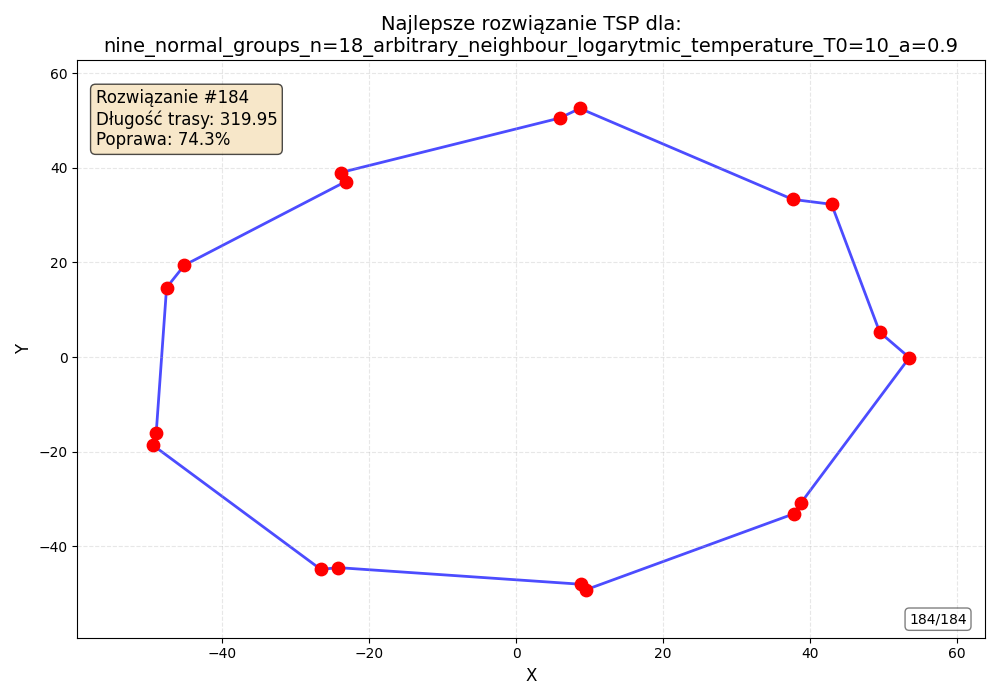 Najlepsze rozwiązanie TSP dla:
nine_normal_groups_n=18_arbitrary_neighbour_logarytmic_temperature_T0=10_a=0.9
Rozwiązanie #184
Długość trasy: 319.95
Poprawa: 74.3%
60
40
20
0
−20
−40
Y
184/184
−40
−20
0
20
40
60
X